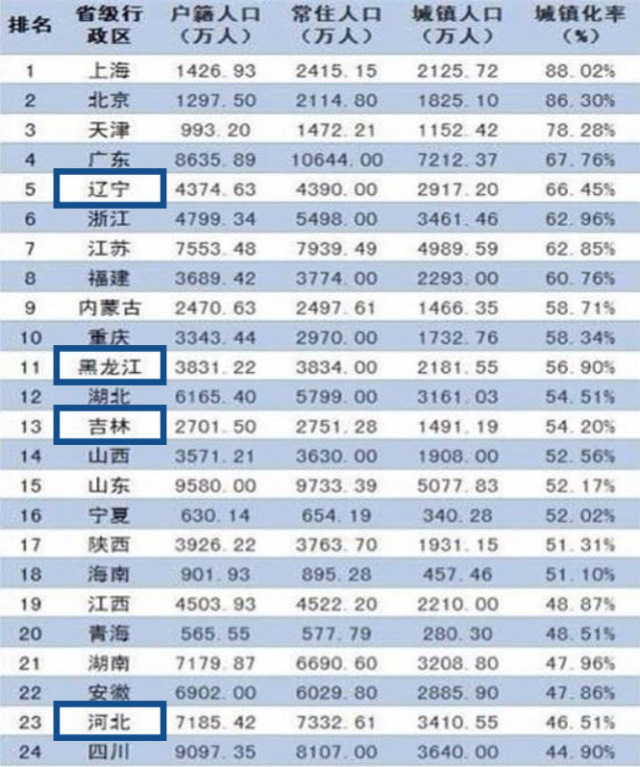 排名 省级行政区 户籍人口（万人） 常住人口（万人） 城镇人口（万人） 城镇化率（%）
1 上海 1426.93 2415.15 2125.72 88.02%
2 北京 1297.50 2114.80 1825.10 86.30%
3 天津 993.20 1472.21 1152.42 78.28%
4 广东 8635.89 10644.00 7212.37 67.76%
5 辽宁 4374.63 4390.00 2917.20 66.45%
6 浙江 4799.34 5498.00 3461.46 62.96%
7 江苏 7553.48 7939.49 4989.59 62.85%
8 福建 3689.42 3774.00 2293.00 60.76%
9 内蒙古 2470.63 2497.61 1466.35 58.71%
10 重庆 3343.44 2970.00 1732.76 58.34%
11 黑龙江 3831.22 3834.00 2181.55 56.90%
12 湖北 6165.40 5799.00 3161.03 54.51%
13 吉林 2701.50 2751.28 1491.19 54.20%
14 山西 3571.21 3630.00 1908.00 52.56%
15 山东 9580.00 9733.39 5077.83 52.17%
16 宁夏 630.14 654.19 340.28 52.02%
17 陕西 3926.22 3763.70 1931.15 51.31%
18 海南 901.93 895.28 457.46 51.10%
19 江西 4503.93 4522.20 2210.00 48.87%
20 青海 565.55 577.79 280.30 48.51%
21 湖南 7179.87 6690.60 3208.80 47.96%
22 安徽 6902.00 6029.80 2885.90 47.86%
23 河北 7185.42 7332.61 3410.55 46.51%
24 四川 9097.35 8107.00 3640.00 44.90%